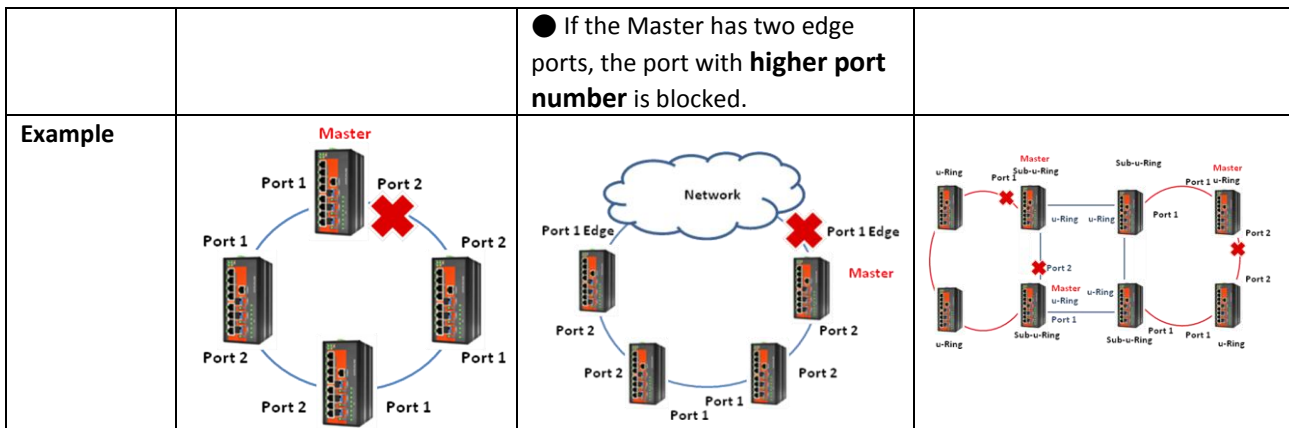 ● If the Master has two edge
ports, the port with higher port
number is blocked.
Example
Master
Port 1
Port 2
Port 1
Port 2
Port 2
Port 1
Port 2
Port 1
Network
Port 1 Edge
Port 1 Edge
Master
Port 2
Port 2
Port 2
Port 2
Port 1
Port 1
Master
Sub-u-Ring
Master
u-Ring
Sub-u-Ring
Port 1
Port 1
u-Ring
u-Ring
u-Ring
Port 1
Port 2
Port 2
Master
u-Ring
u-Ring
Port 2
Port 1
u-Ring
Sub-u-Ring
Sub-u-Ring
Port 1
Port 1
u-Ring